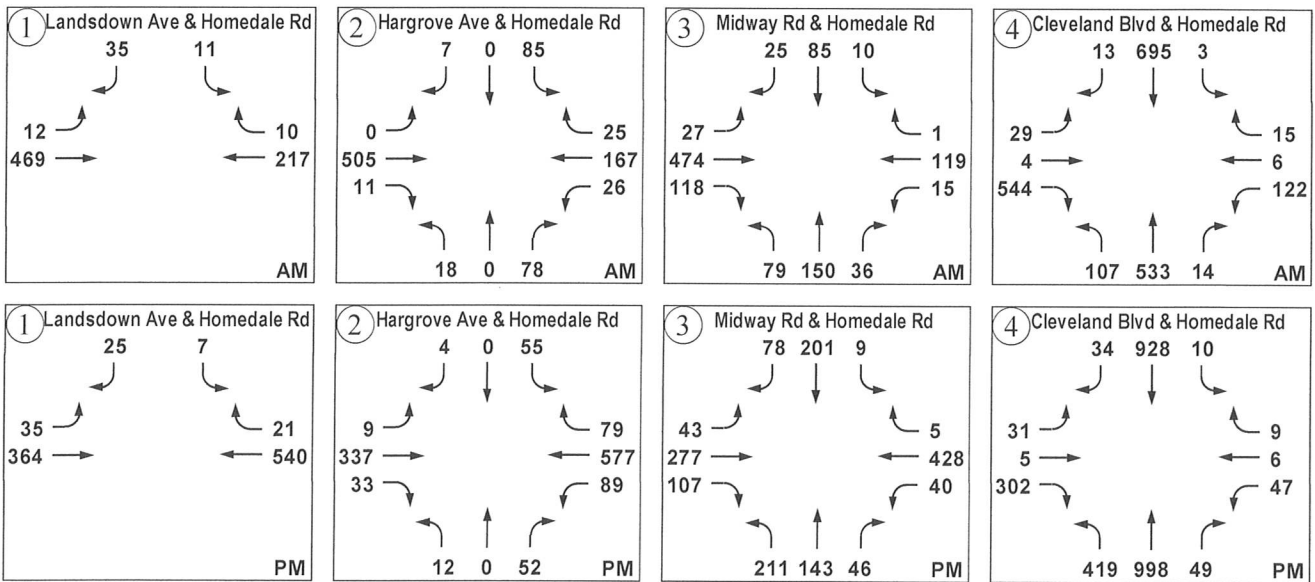 1 Landsdown Ave & Homedale Rd
35 11
12 10
469 217
AM
2 Hargrove Ave & Homedale Rd
7 0 85
0 25
505 167
11 26
18 0 78 AM
3 Midway Rd & Homedale Rd
25 85 10
27 1
474 119
118 15
79 150 36 AM
4 Cleveland Blvd & Homedale Rd
13 695 3
29 15
4 6
544 122
107 533 14 AM
1 Landsdown Ave & Homedale Rd
25 7
35 21
364 540
PM
2 Hargrove Ave & Homedale Rd
4 0 55
9 79
337 577
33 89
12 0 52 PM
3 Midway Rd & Homedale Rd
78 201 9
43 5
277 428
107 40
211 143 46 PM
4 Cleveland Blvd & Homedale Rd
34 928 10
31 9
5 6
302 47
419 998 49 PM